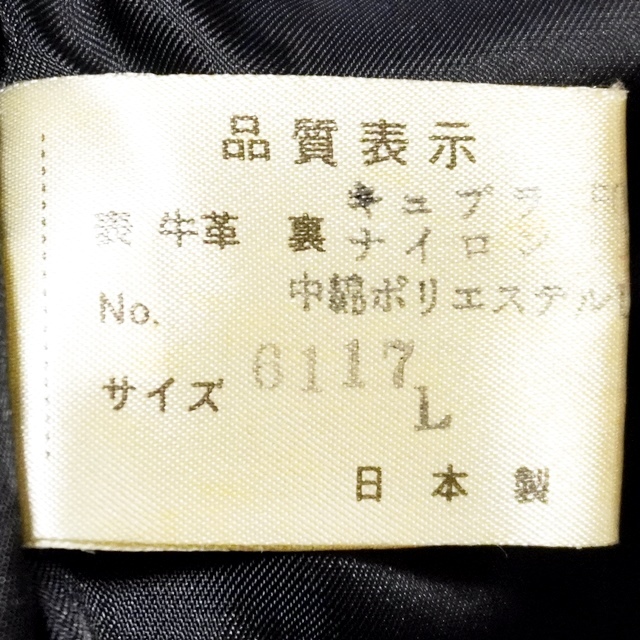 品質表示
表 牛革 裏 キュプラ
ナイロン
No. 中綿ポリエステル
6117
サイズ L
日本製